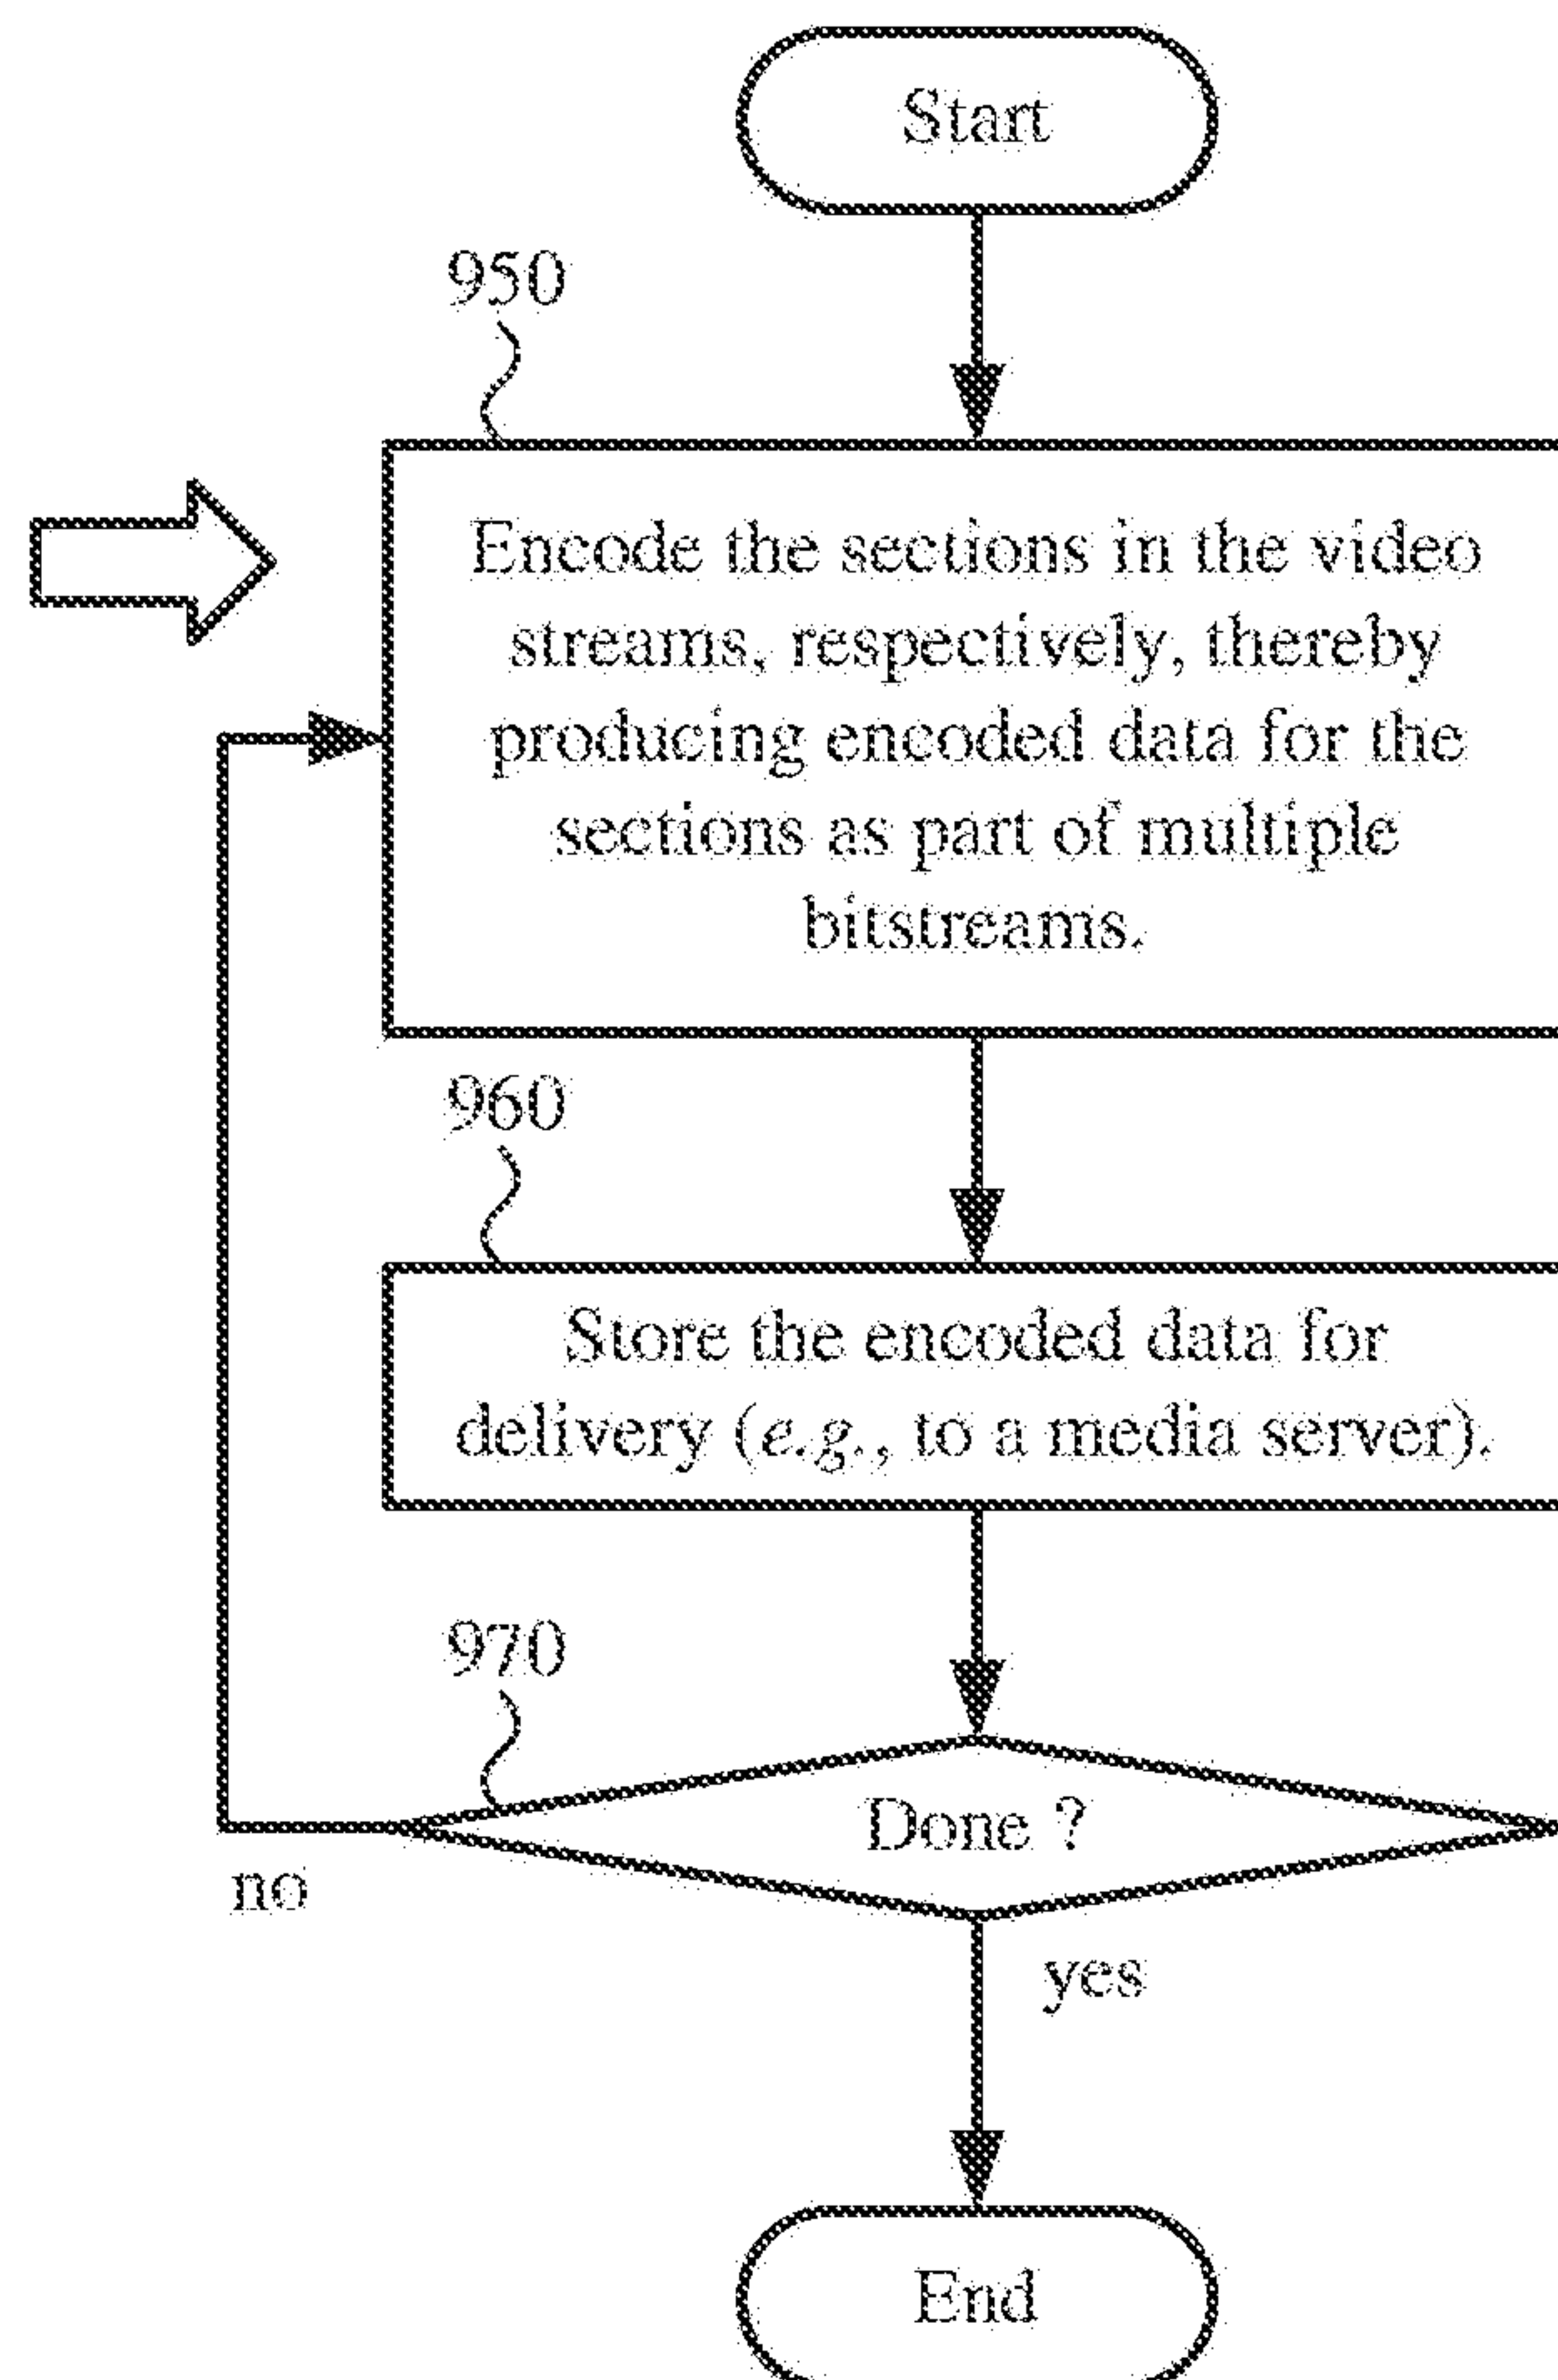 Start
950
Encode the sections in the video
streams, respectively, thereby
producing encoded data for the
sections as part of multiple
bitstreams.
960
Store the encoded data for
delivery (e.g., to a media server).
970
Done ?
no
yes
End